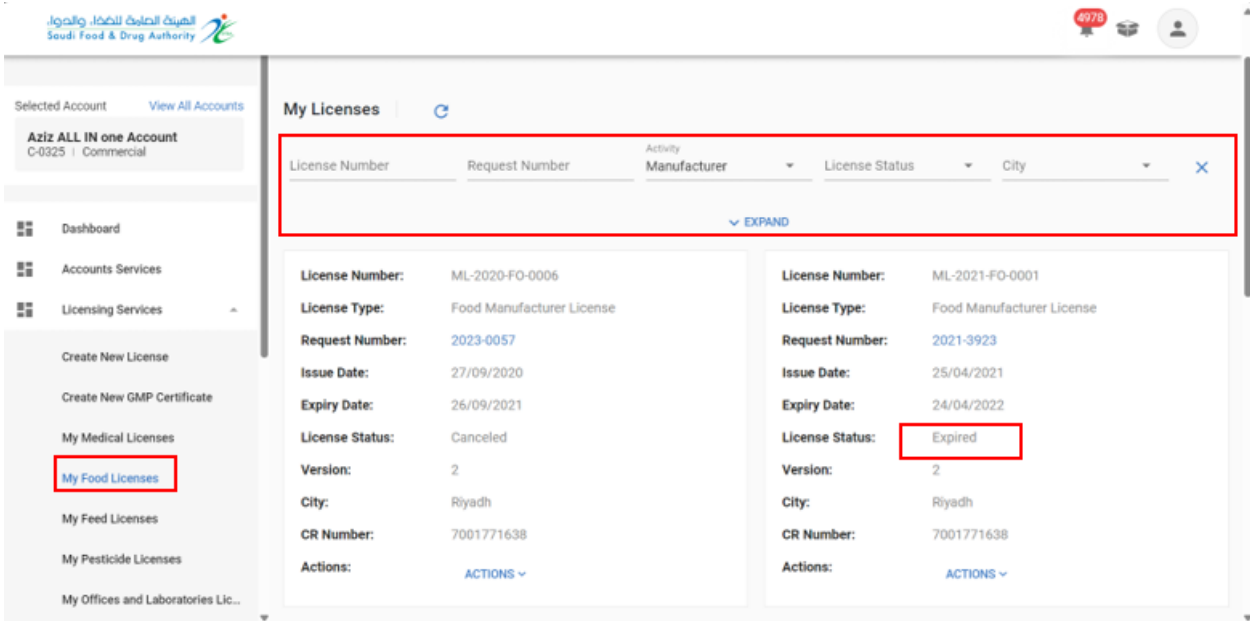 الهيئة العامة للغذاء والدواء
Saudi Food & Drug Authority
4978
Selected Account View All Accounts
Aziz ALL IN one Account
C-0325 | Commercial
Dashboard
Accounts Services
Licensing Services
Create New License
Create New GMP Certificate
My Medical Licenses
My Food Licenses
My Feed Licenses
My Pesticide Licenses
My Offices and Laboratories Lic...
My Licenses
Activity
License Number Request Number Manufacturer License Status City
EXPAND
License Number: ML-2020-FO-0006
License Type: Food Manufacturer License
Request Number: 2023-0057
Issue Date: 27/09/2020
Expiry Date: 26/09/2021
License Status: Canceled
Version: 2
City: Riyadh
CR Number: 7001771638
Actions: ACTIONS
License Number: ML-2021-FO-0001
License Type: Food Manufacturer License
Request Number: 2021-3923
Issue Date: 25/04/2021
Expiry Date: 24/04/2022
License Status: Expired
Version: 2
City: Riyadh
CR Number: 7001771638
Actions: ACTIONS